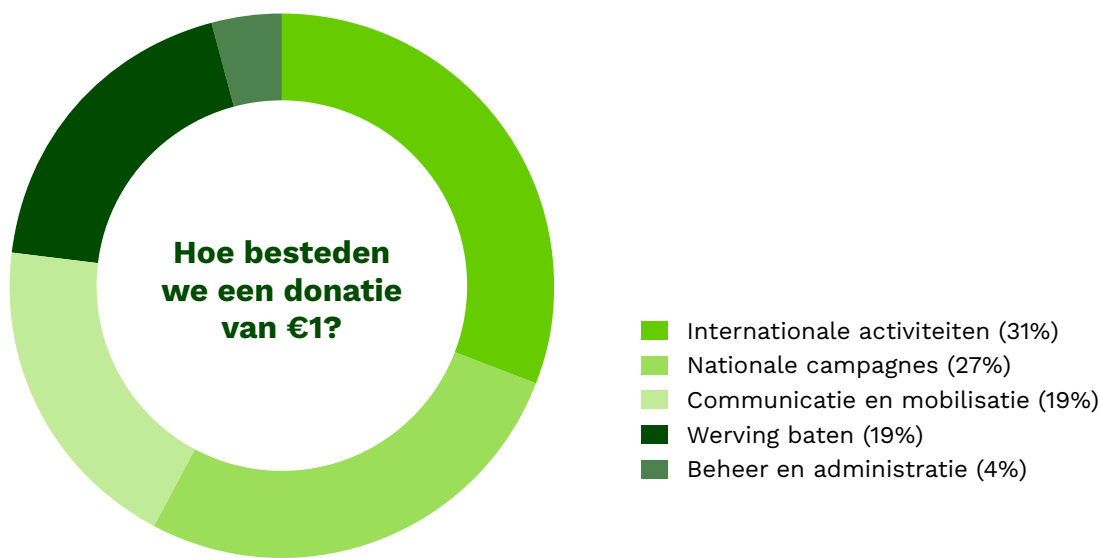 Hoe besteden
we een donatie
van €1?
Internationale activiteiten (31%)
Nationale campagnes (27%)
Communicatie en mobilisatie (19%)
Werving baten (19%)
Beheer en administratie (4%)